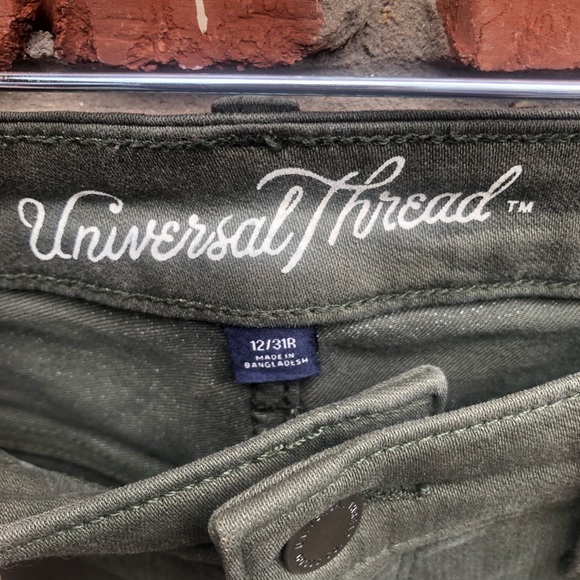 Universal Thread™
12/31R
MADE IN
BANGLADESH